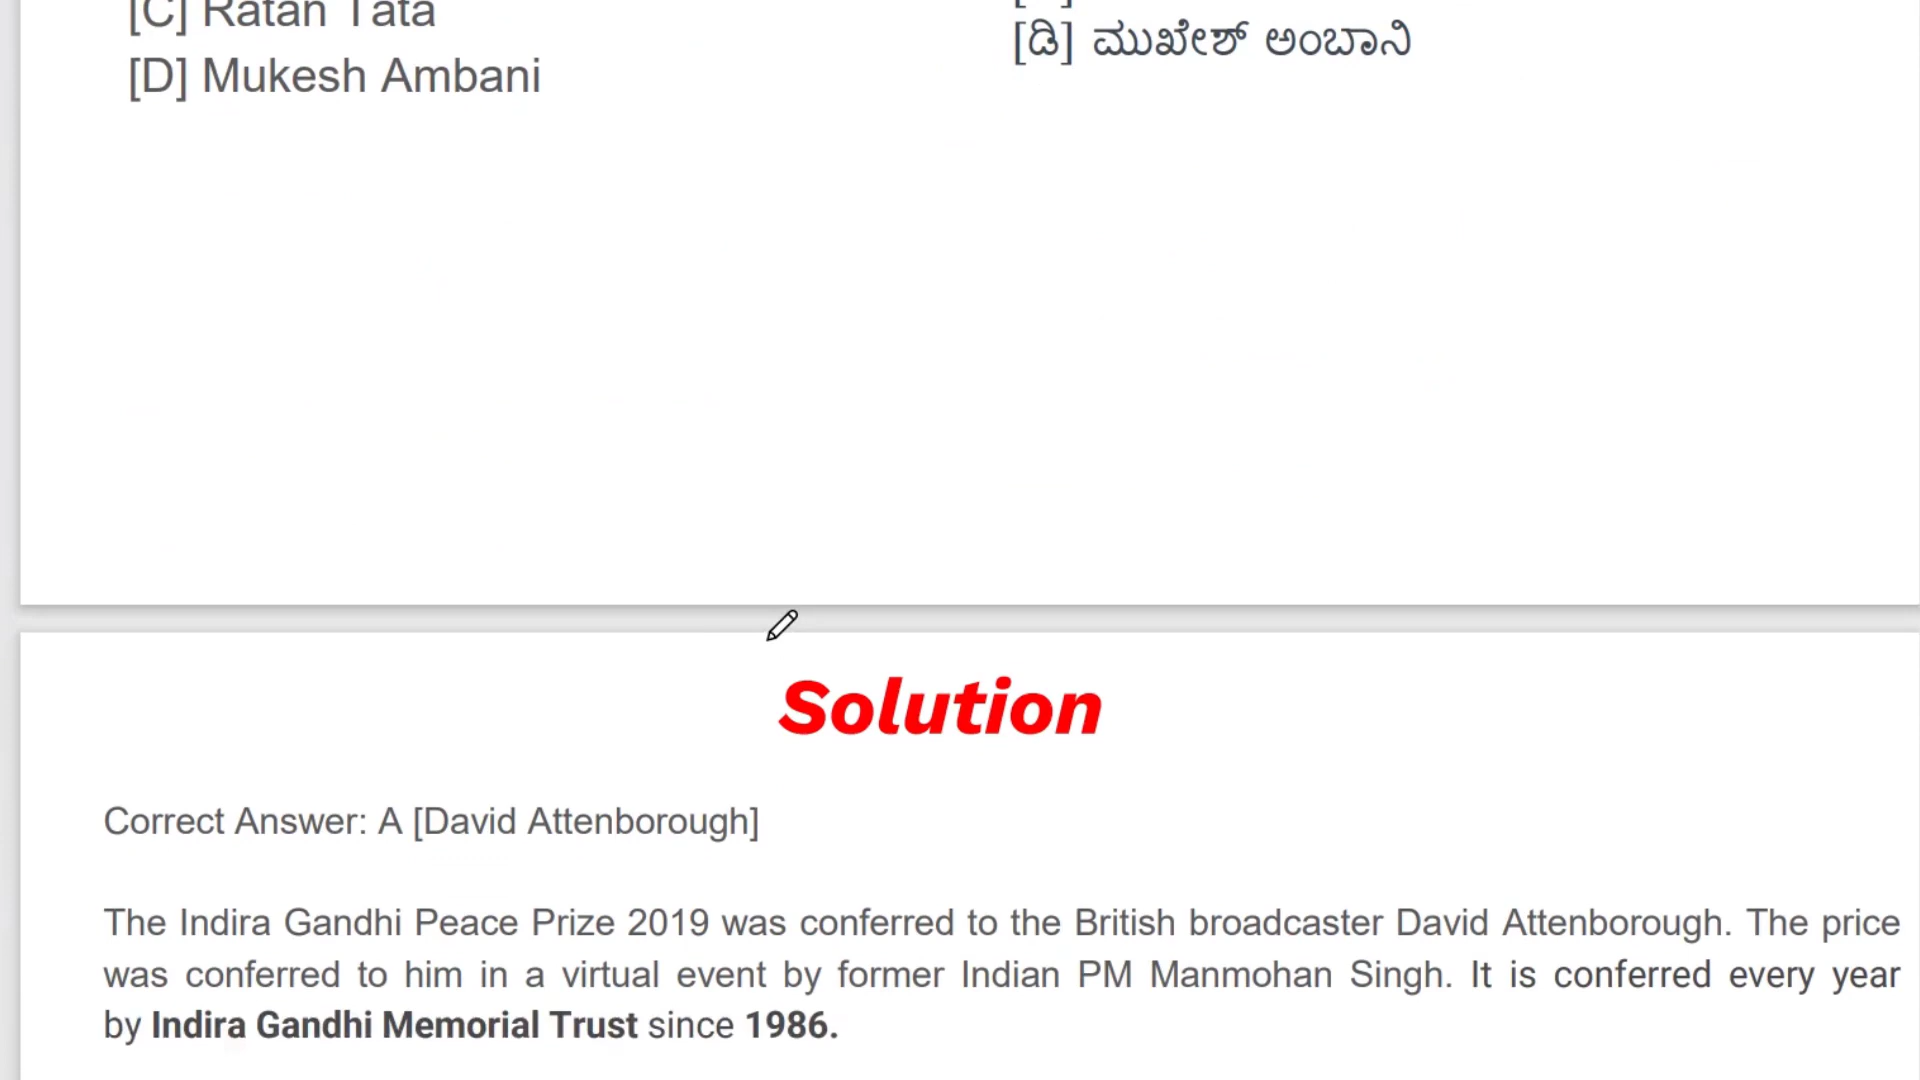 [C] Ratan Tata
[D] Mukesh Ambani
[ಡಿ] ಮುಖೇಶ್ ಅಂಬಾನಿ
Solution
Correct Answer: A [David Attenborough]
The Indira Gandhi Peace Prize 2019 was conferred to the British broadcaster David Attenborough. The price
was conferred to him in a virtual event by former Indian PM Manmohan Singh. It is conferred every year
by Indira Gandhi Memorial Trust since 1986.